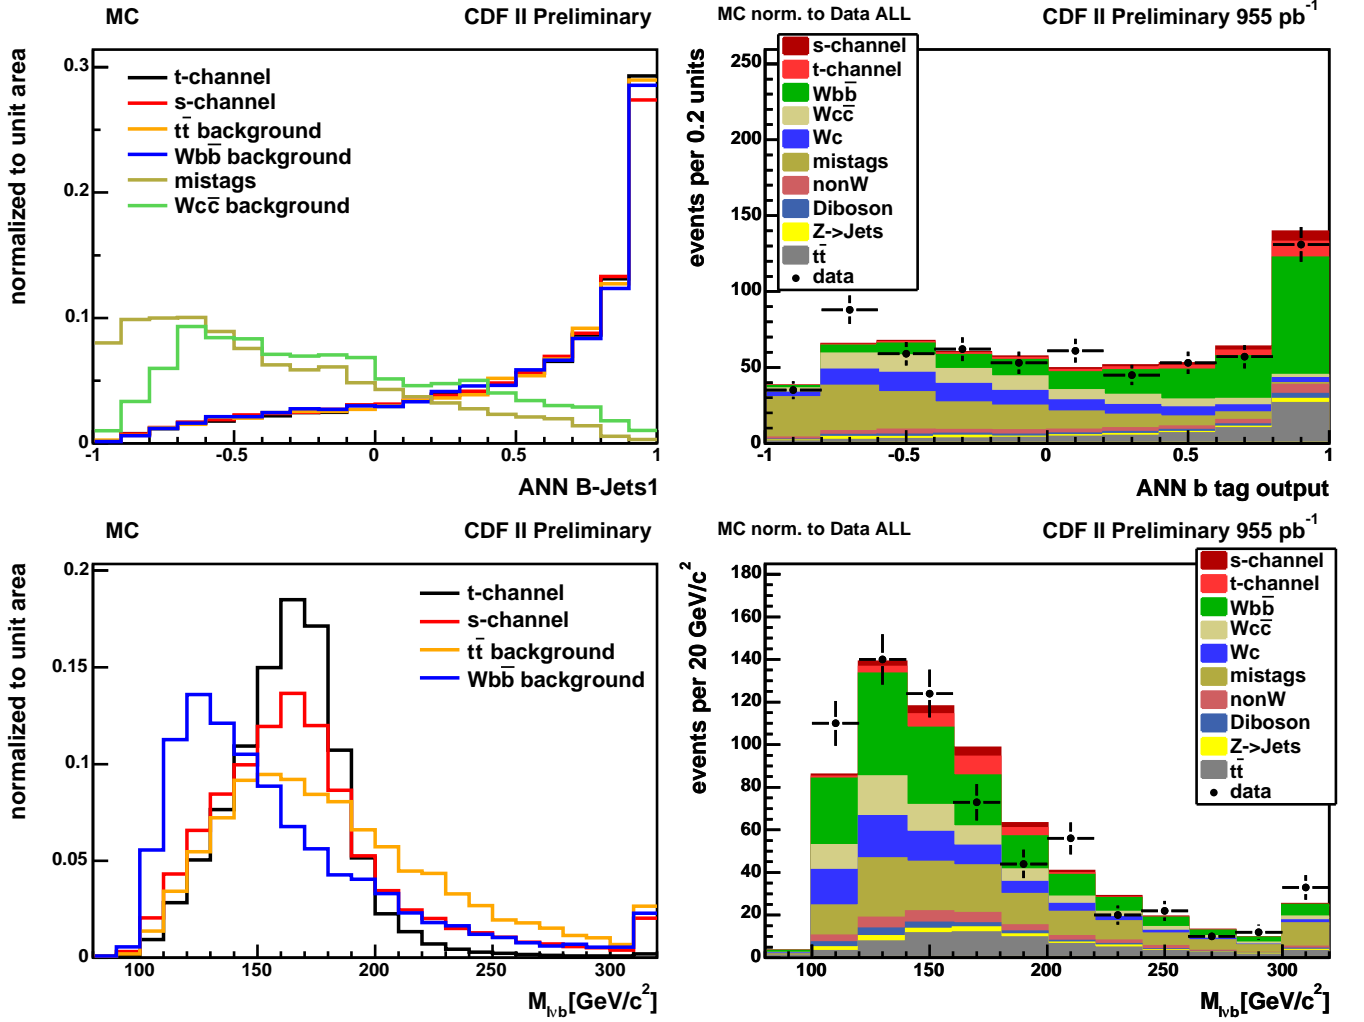 MC CDF II Preliminary
normalized to unit area
0.3
0.2
0.1
0
t-channel
s-channel
tt̄ background
Wbb̄ background
mistags
Wcc̄ background
-1 -0.5 0 0.5 1
ANN B-Jets1
MC norm. to Data ALL CDF II Preliminary 955 pb⁻¹
events per 0.2 units
250
200
150
100
50
0
s-channel
t-channel
Wbb̄
Wcc̄
Wc
mistags
nonW
Diboson
Z->Jets
tt̄
data
-1 -0.5 0 0.5 1
ANN b tag output
MC CDF II Preliminary
normalized to unit area
0.2
0.15
0.1
0.05
0
t-channel
s-channel
tt̄ background
Wbb̄ background
100 150 200 250 300
M_lνb[GeV/c²]
MC norm. to Data ALL CDF II Preliminary 955 pb⁻¹
events per 20 GeV/c²
180
160
140
120
100
80
60
40
20
0
s-channel
t-channel
Wbb̄
Wcc̄
Wc
mistags
nonW
Diboson
Z->Jets
tt̄
data
100 150 200 250 300
M_lνb[GeV/c²]